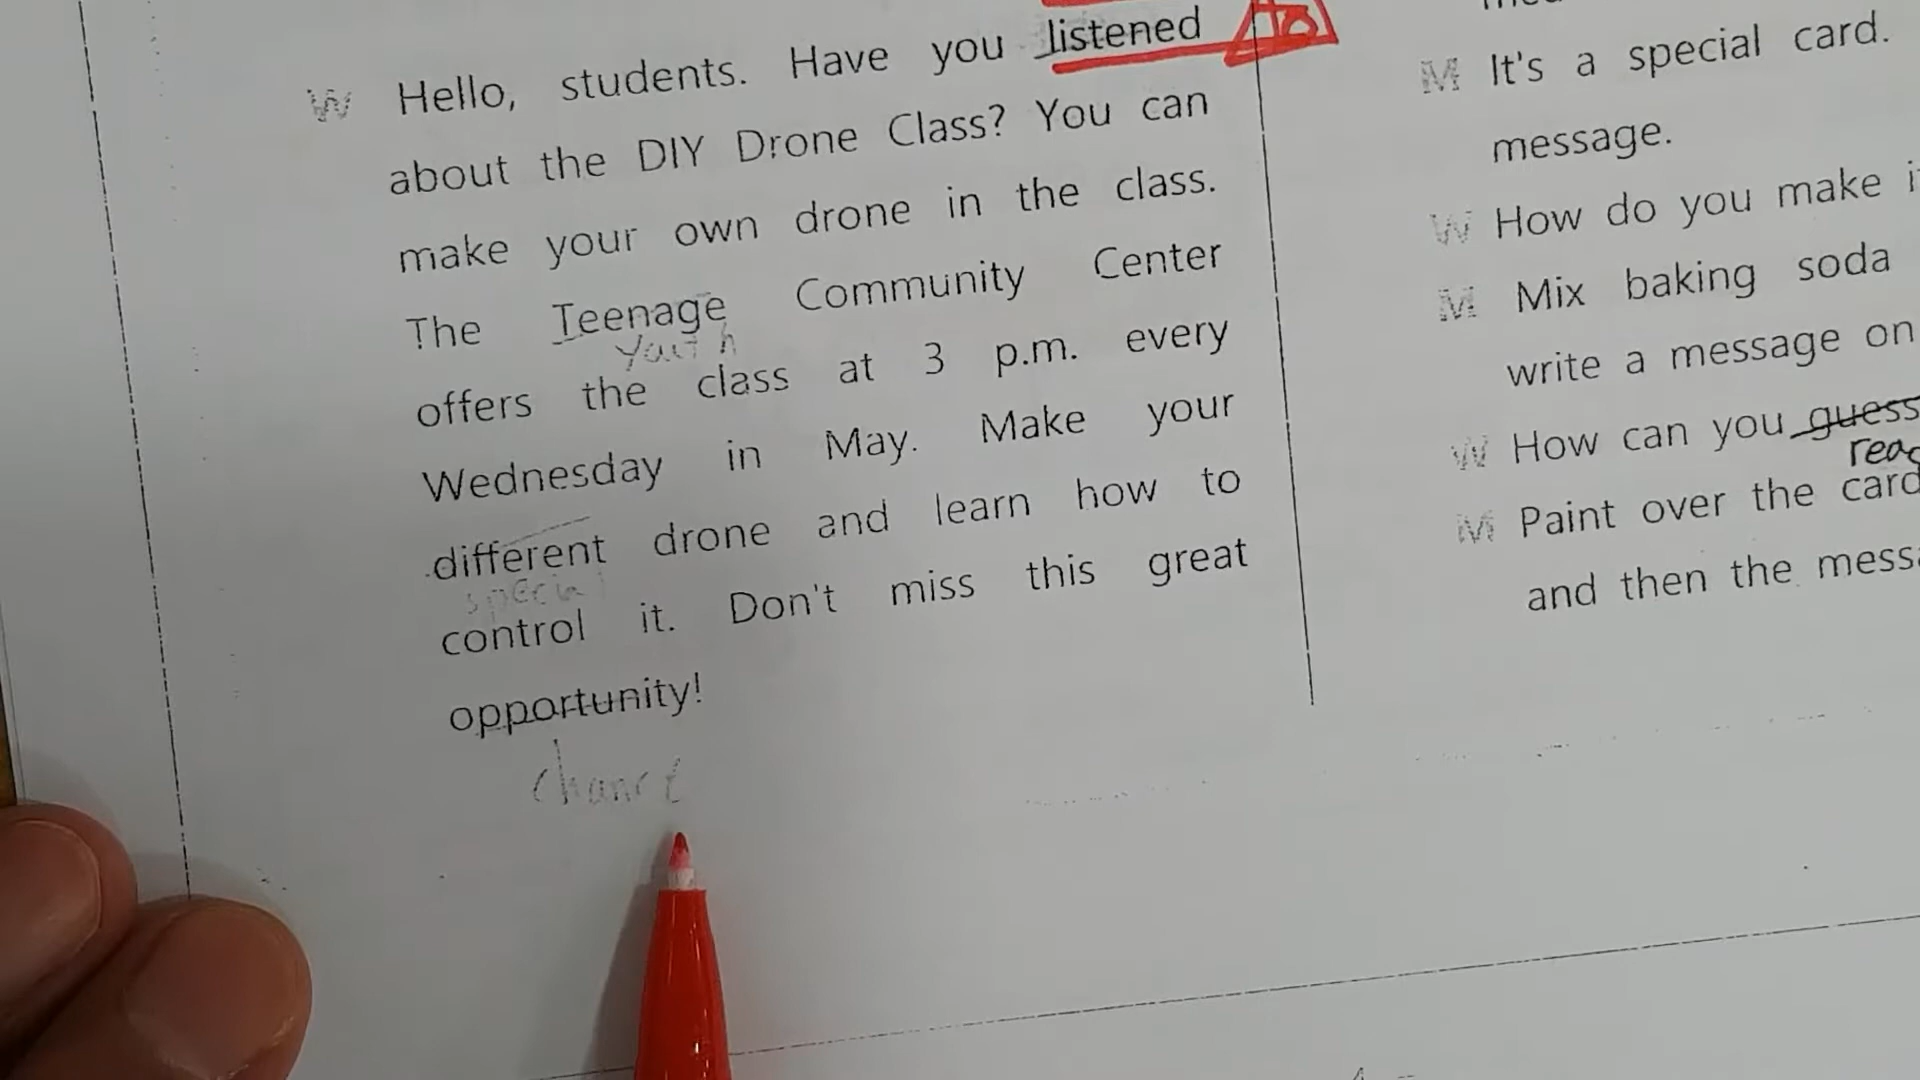 W Hello, students. Have you listened to
about the DIY Drone Class? You can
make your own drone in the class.
The Teenage Community Center
youth
offers the class at 3 p.m. every
Wednesday in May. Make your
different drone and learn how to
special
control it. Don't miss this great
opportunity!
chance
M It's a special card.
message.
W How do you make
M Mix baking soda
write a message on
W How can you guess
read
M Paint over the card
and then the